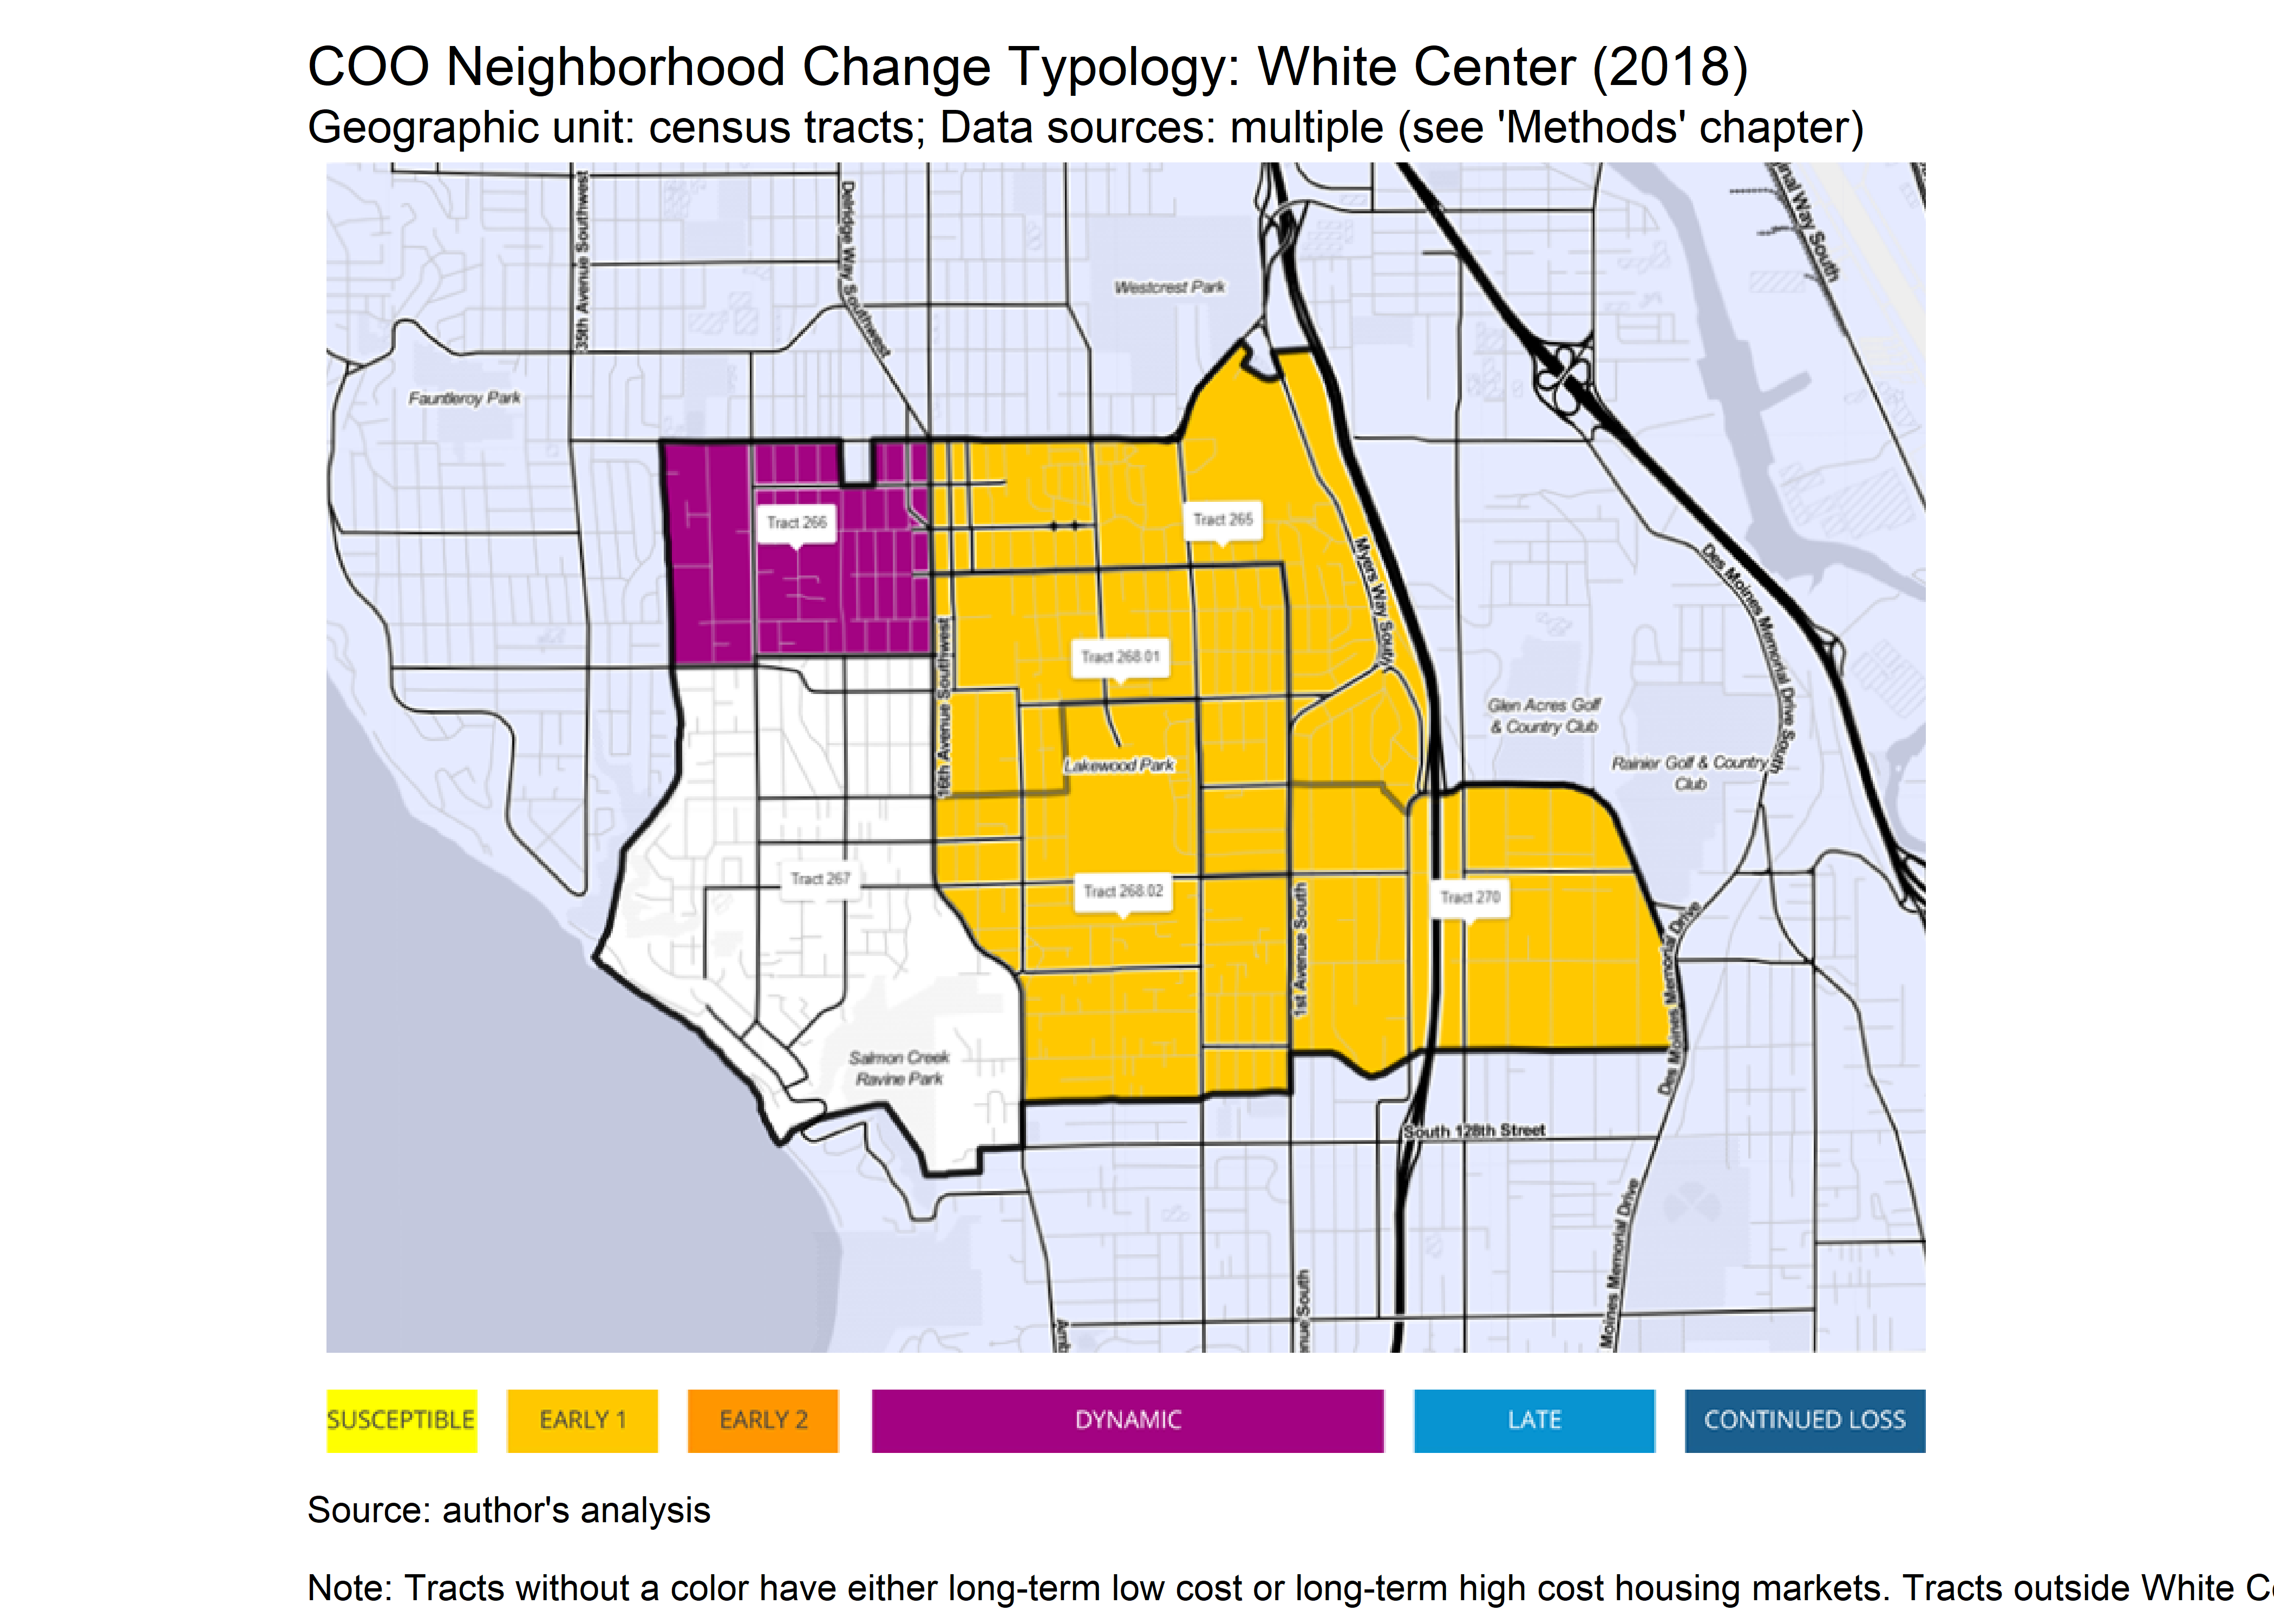 COO Neighborhood Change Typology: White Center (2018)
Geographic unit: census tracts; Data sources: multiple (see 'Methods' chapter)
35th Avenue Southwest
Delridge Way Southwest
Westcrest Park
inal Way South
Fauntleroy Park
Tract 266
Tract 265
Myers Way South
Des Moines Memorial Drive South
16th Avenue Southwest
Tract 268.01
Glen Acres Golf
& Country Club
Lakewood Park
Rainier Golf & Country
Club
Tract 267
Tract 268.02
Tract 270
1st Avenue South
Des Moines Memorial Drive
Salmon Creek
Ravine Park
South 128th Street
Moines Memorial Drive
nue South
Amb
SUSCEPTIBLE
EARLY 1
EARLY 2
DYNAMIC
LATE
CONTINUED LOSS
Source: author's analysis
Note: Tracts without a color have either long-term low cost or long-term high cost housing markets. Tracts outside White Ce